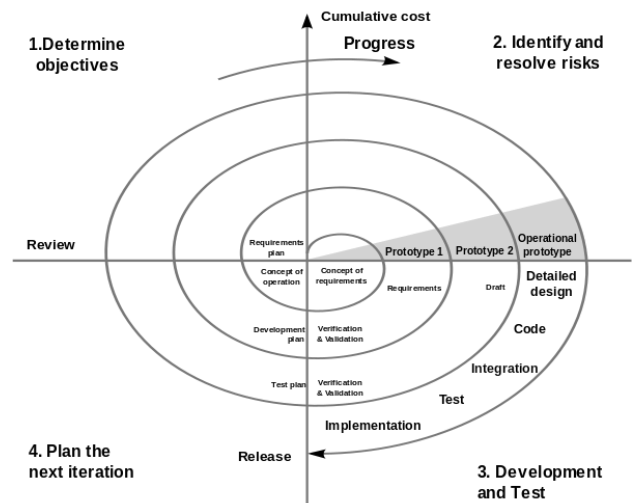 Cumulative cost
1.Determine
objectives
Progress
2. Identify and
resolve risks
Review
Requirements
plan
Prototype 1
Prototype 2
Operational
prototype
Concept of
operation
Concept of
requirements
Requirements
Draft
Detailed
design
Development
plan
Verification
& Validation
Code
Integration
Test plan
Verification
& Validation
Test
Implementation
Release
4. Plan the
next iteration
3. Development
and Test